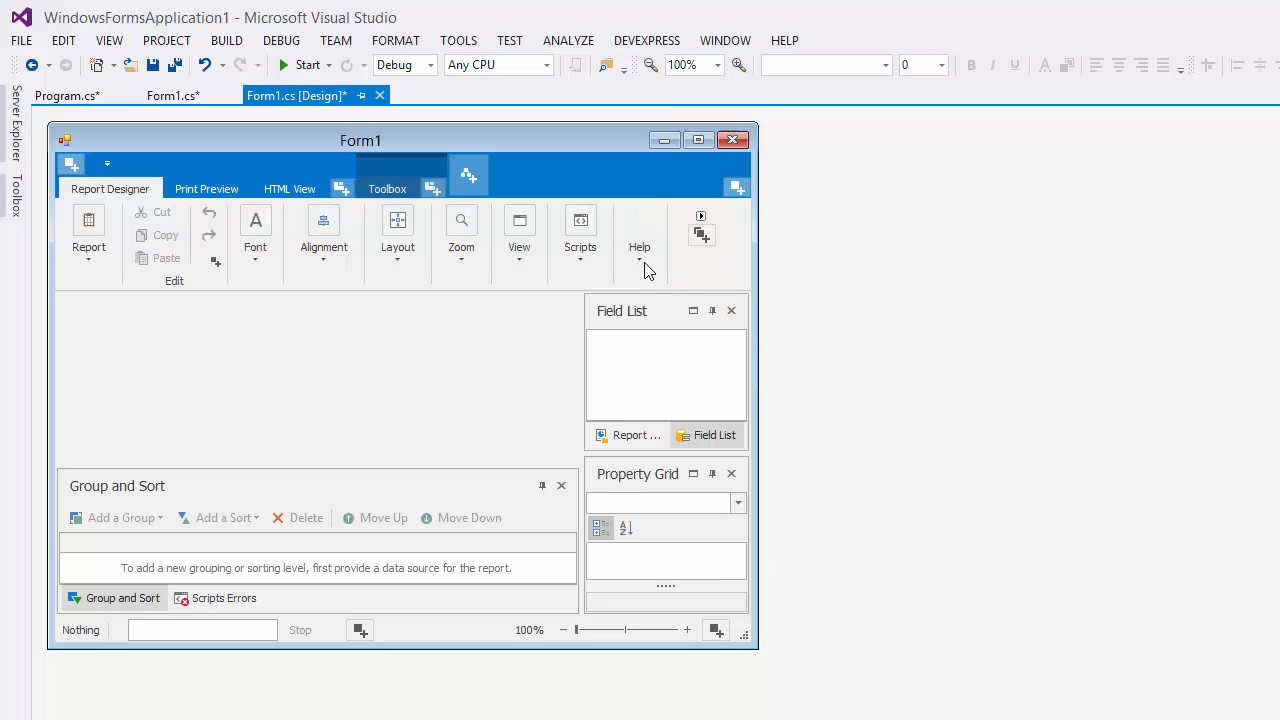 WindowsFormsApplication1 - Microsoft Visual Studio
FILE EDIT VIEW PROJECT BUILD DEBUG TEAM FORMAT TOOLS TEST ANALYZE DEVEXPRESS WINDOW HELP
Start Debug Any CPU 100% 0 B I U A
Program.cs* Form1.cs* Form1.cs [Design]*
Server Explorer
Toolbox
Form1
Report Designer Print Preview HTML View Toolbox
Report Cut Copy Paste Edit
A
Font Alignment Layout Zoom View Scripts Help
Field List
Report ... Field List
Group and Sort
Add a Group Add a Sort Delete Move Up Move Down
To add a new grouping or sorting level, first provide a data source for the report.
Group and Sort Scripts Errors
Property Grid
A Z
Nothing Stop 100%